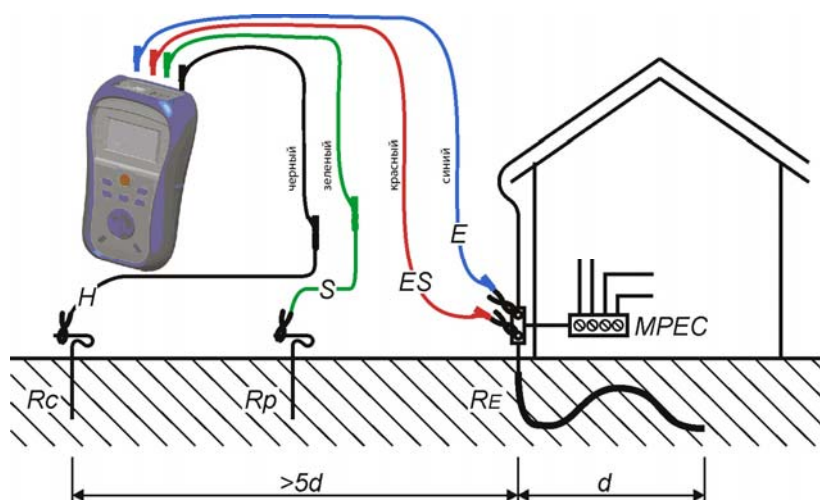 черный
зеленый
красный
синий
E
H
S
ES
MPEC
Rc
Rp
RE
>5d
d